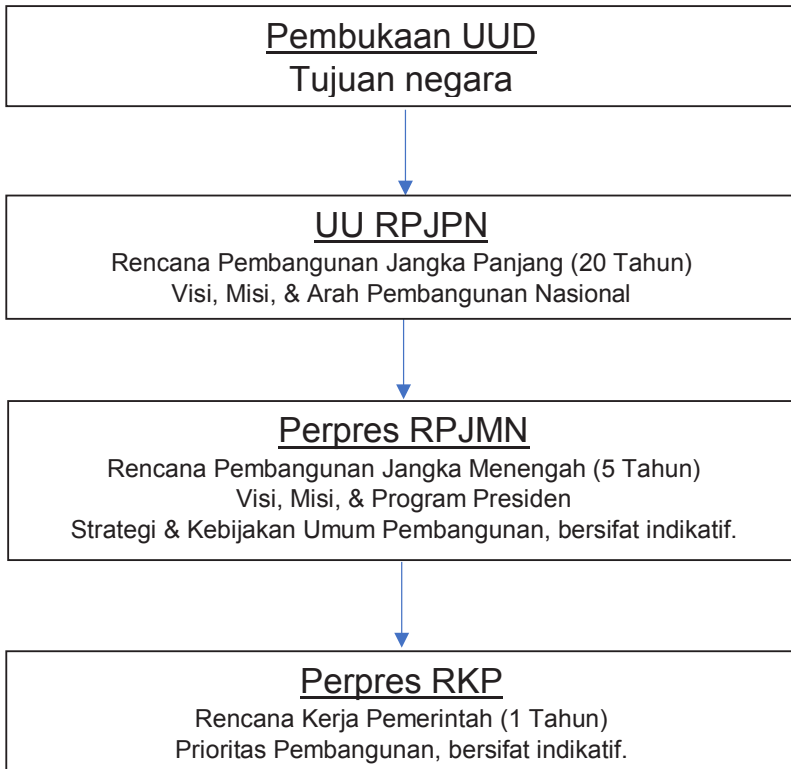 Pembukaan UUD
Tujuan negara
UU RPJPN
Rencana Pembangunan Jangka Panjang (20 Tahun)
Visi, Misi, & Arah Pembangunan Nasional
Perpres RPJMN
Rencana Pembangunan Jangka Menengah (5 Tahun)
Visi, Misi, & Program Presiden
Strategi & Kebijakan Umum Pembangunan, bersifat indikatif.
Perpres RKP
Rencana Kerja Pemerintah (1 Tahun)
Prioritas Pembangunan, bersifat indikatif.